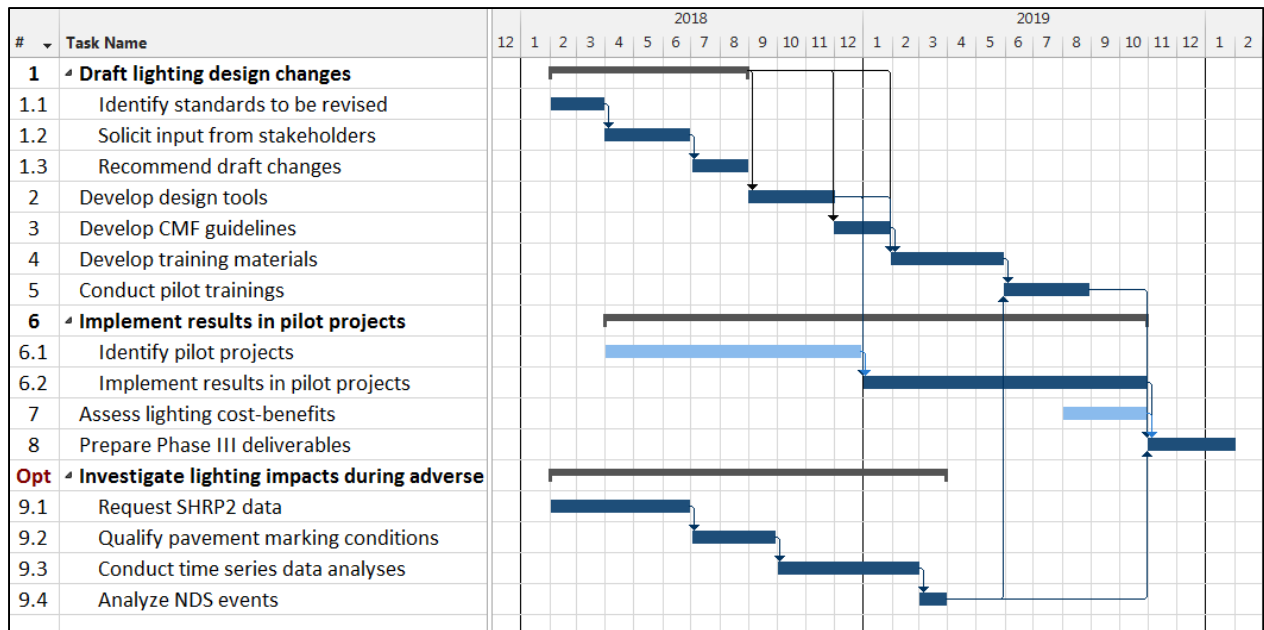 2018 2019
# Task Name 12 1 2 3 4 5 6 7 8 9 10 11 12 1 2 3 4 5 6 7 8 9 10 11 12 1 2
1 Draft lighting design changes
1.1 Identify standards to be revised
1.2 Solicit input from stakeholders
1.3 Recommend draft changes
2 Develop design tools
3 Develop CMF guidelines
4 Develop training materials
5 Conduct pilot trainings
6 Implement results in pilot projects
6.1 Identify pilot projects
6.2 Implement results in pilot projects
7 Assess lighting cost-benefits
8 Prepare Phase III deliverables
Opt Investigate lighting impacts during adverse
9.1 Request SHRP2 data
9.2 Qualify pavement marking conditions
9.3 Conduct time series data analyses
9.4 Analyze NDS events